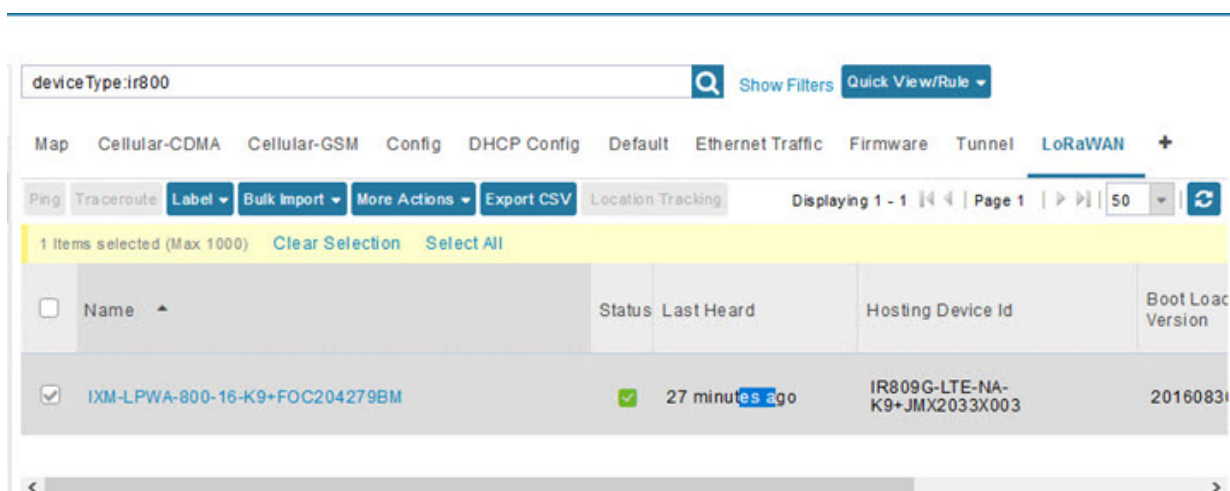 deviceType:ir800
Show Filters
Quick View/Rule
Map Cellular-CDMA Cellular-GSM Config DHCP Config Default Ethernet Traffic Firmware Tunnel LoRaWAN +
Ping Traceroute Label Bulk Import More Actions Export CSV Location Tracking Displaying 1 - 1 | Page 1 | 50
1 Items selected (Max 1000) Clear Selection Select All
Name Status Last Heard Hosting Device Id Boot Load
Version
IXM-LPWA-800-16-K9+FOC204279BM 27 minutes ago IR809G-LTE-NA-
K9+JMX2033X003 2016083